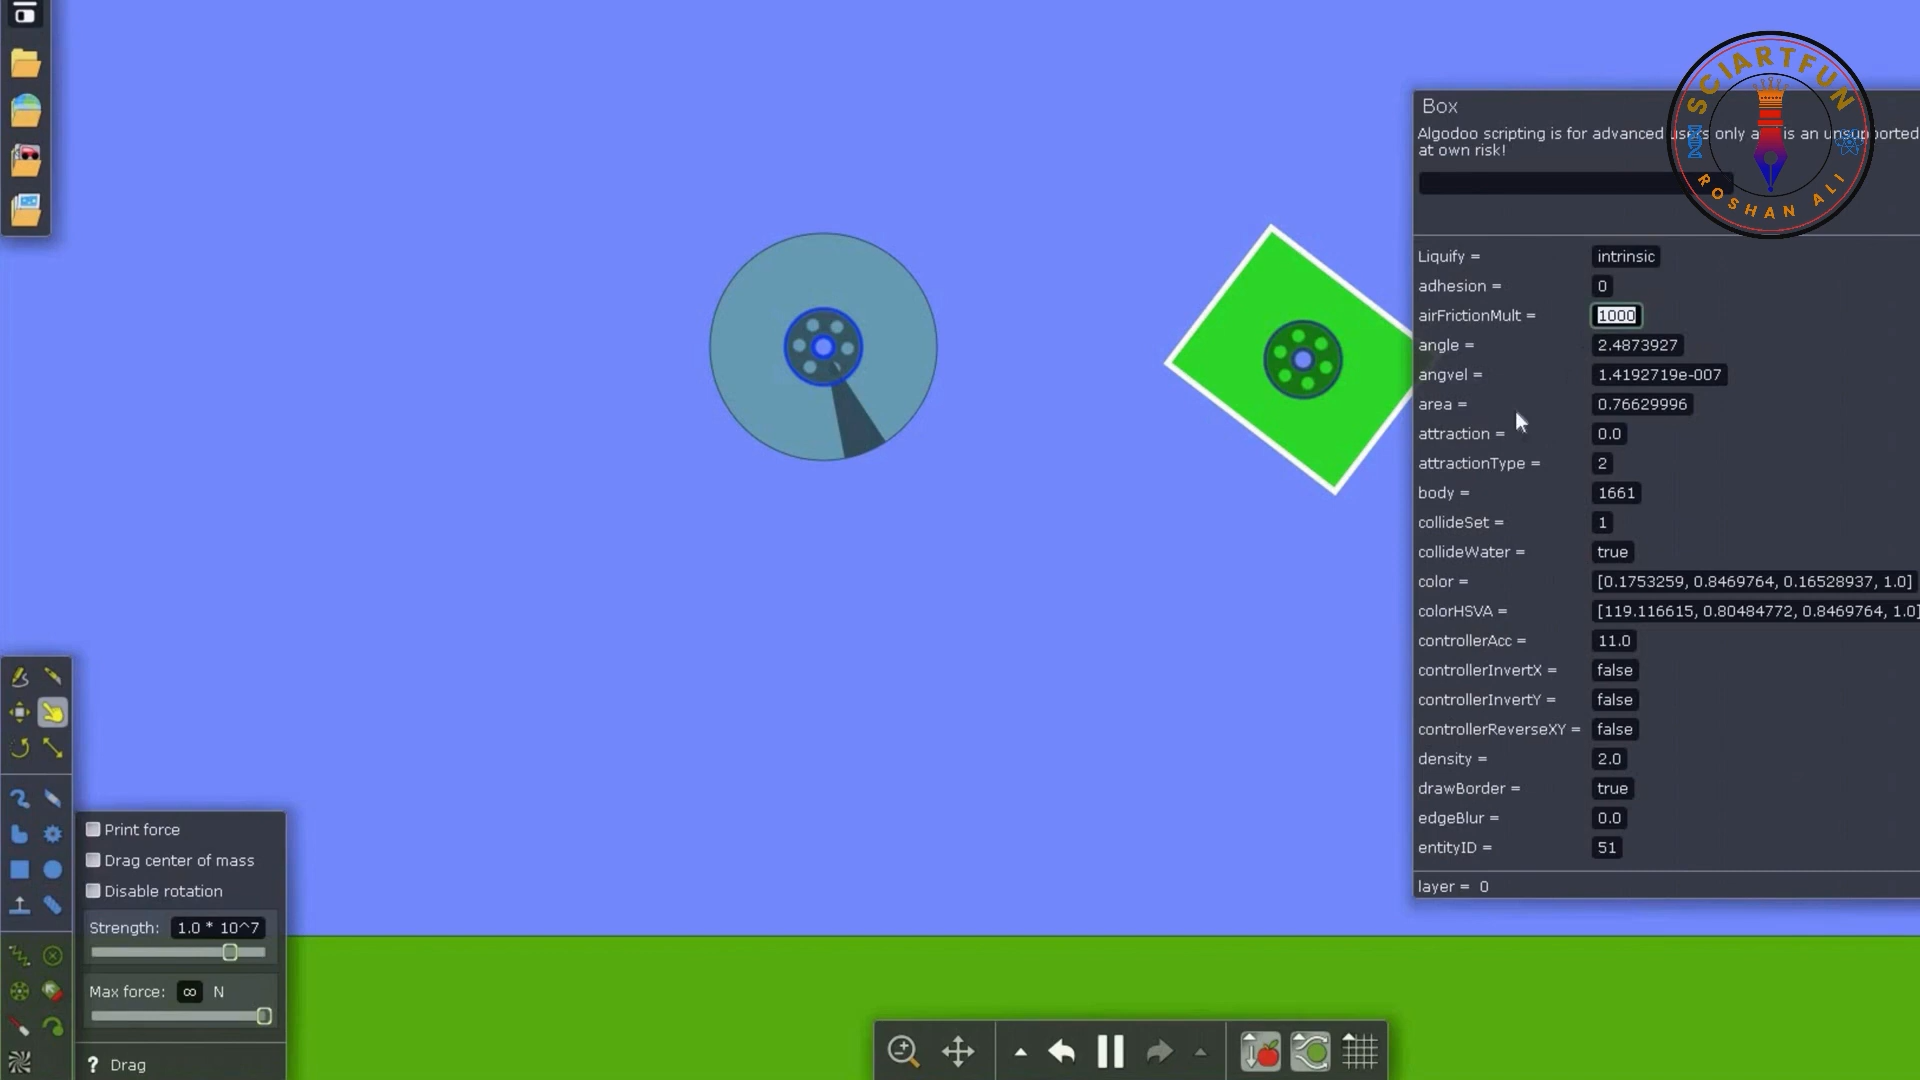 SCIARTFUN
ROSHAN ALI
Box
Algodoo scripting is for advanced users only a is an unsupported
at own risk!
Liquify = intrinsic
adhesion = 0
airFrictionMult = 1000
angle = 2.4873927
angvel = 1.4192719e-007
area = 0.76629996
attraction = 0.0
attractionType = 2
body = 1661
collideSet = 1
collideWater = true
color = [0.1753259, 0.8469764, 0.16528937, 1.0]
colorHSVA = [119.116615, 0.80484772, 0.8469764, 1.0]
controllerAcc = 11.0
controllerInvertX = false
controllerInvertY = false
controllerReverseXY = false
density = 2.0
drawBorder = true
edgeBlur = 0.0
entityID = 51
layer = 0
Print force
Drag center of mass
Disable rotation
Strength: 1.0 * 10^7
Max force: ∞ N
? Drag